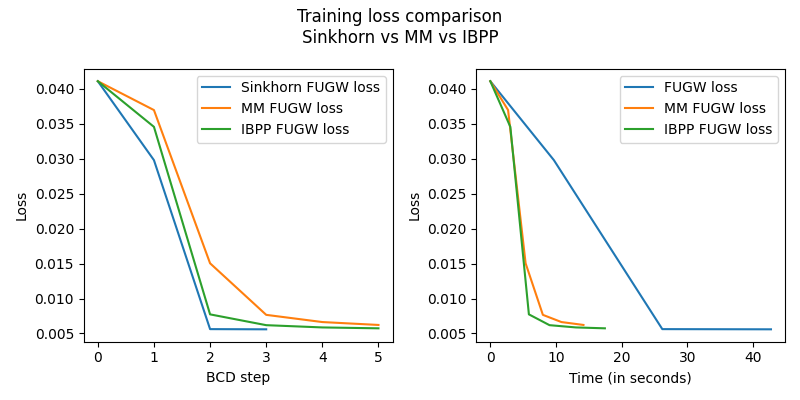 Training loss comparison
Sinkhorn vs MM vs IBPP
Loss
0.040
0.035
0.030
0.025
0.020
0.015
0.010
0.005
Sinkhorn FUGW loss
MM FUGW loss
IBPP FUGW loss
0 1 2 3 4 5
BCD step
Loss
0.040
0.035
0.030
0.025
0.020
0.015
0.010
0.005
FUGW loss
MM FUGW loss
IBPP FUGW loss
0 10 20 30 40
Time (in seconds)